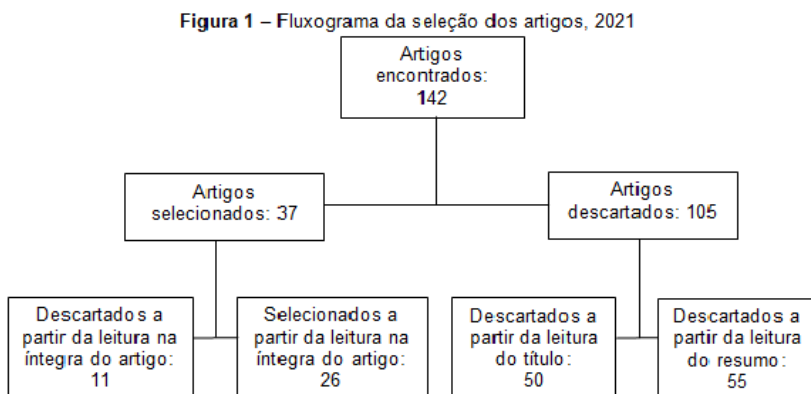 Figura 1 – Fluxograma da seleção dos artigos, 2021
Artigos
encontrados:
142
Artigos
selecionados: 37
Artigos
descartados: 105
Descartados a
partir da leitura na
íntegra do artigo:
11
Selecionados a
partir da leitura na
íntegra do artigo:
26
Descartados a
partir da leitura
do título:
50
Descartados a
partir da leitura
do resumo:
55